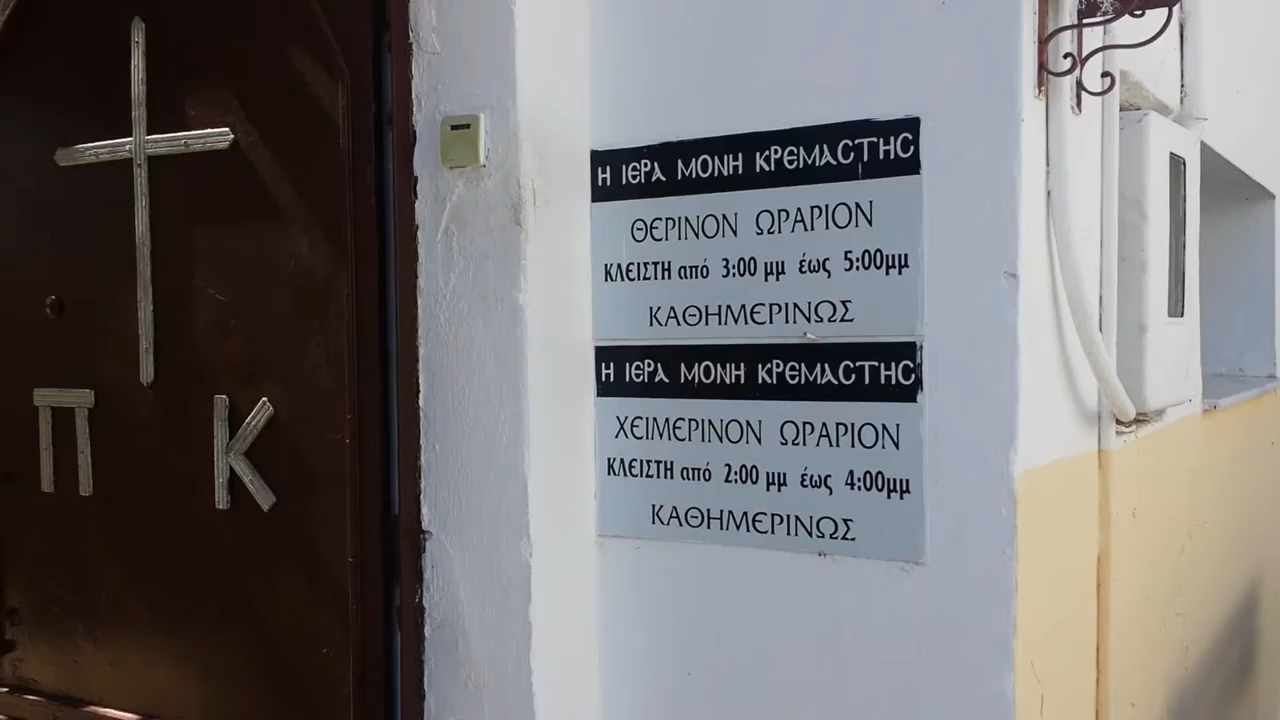 Π Κ
Η ΙΕΡΑ ΜΟΝΗ ΚΡΕΜΑΣΤΗΣ
ΘΕΡΙΝΟΝ ΩΡΑΡΙΟΝ
ΚΛΕΙΣΤΗ από 3:00 μμ έως 5:00μμ
ΚΑΘΗΜΕΡΙΝΩΣ
Η ΙΕΡΑ ΜΟΝΗ ΚΡΕΜΑΣΤΗΣ
ΧΕΙΜΕΡΙΝΟΝ ΩΡΑΡΙΟΝ
ΚΛΕΙΣΤΗ από 2:00 μμ έως 4:00μμ
ΚΑΘΗΜΕΡΙΝΩΣ